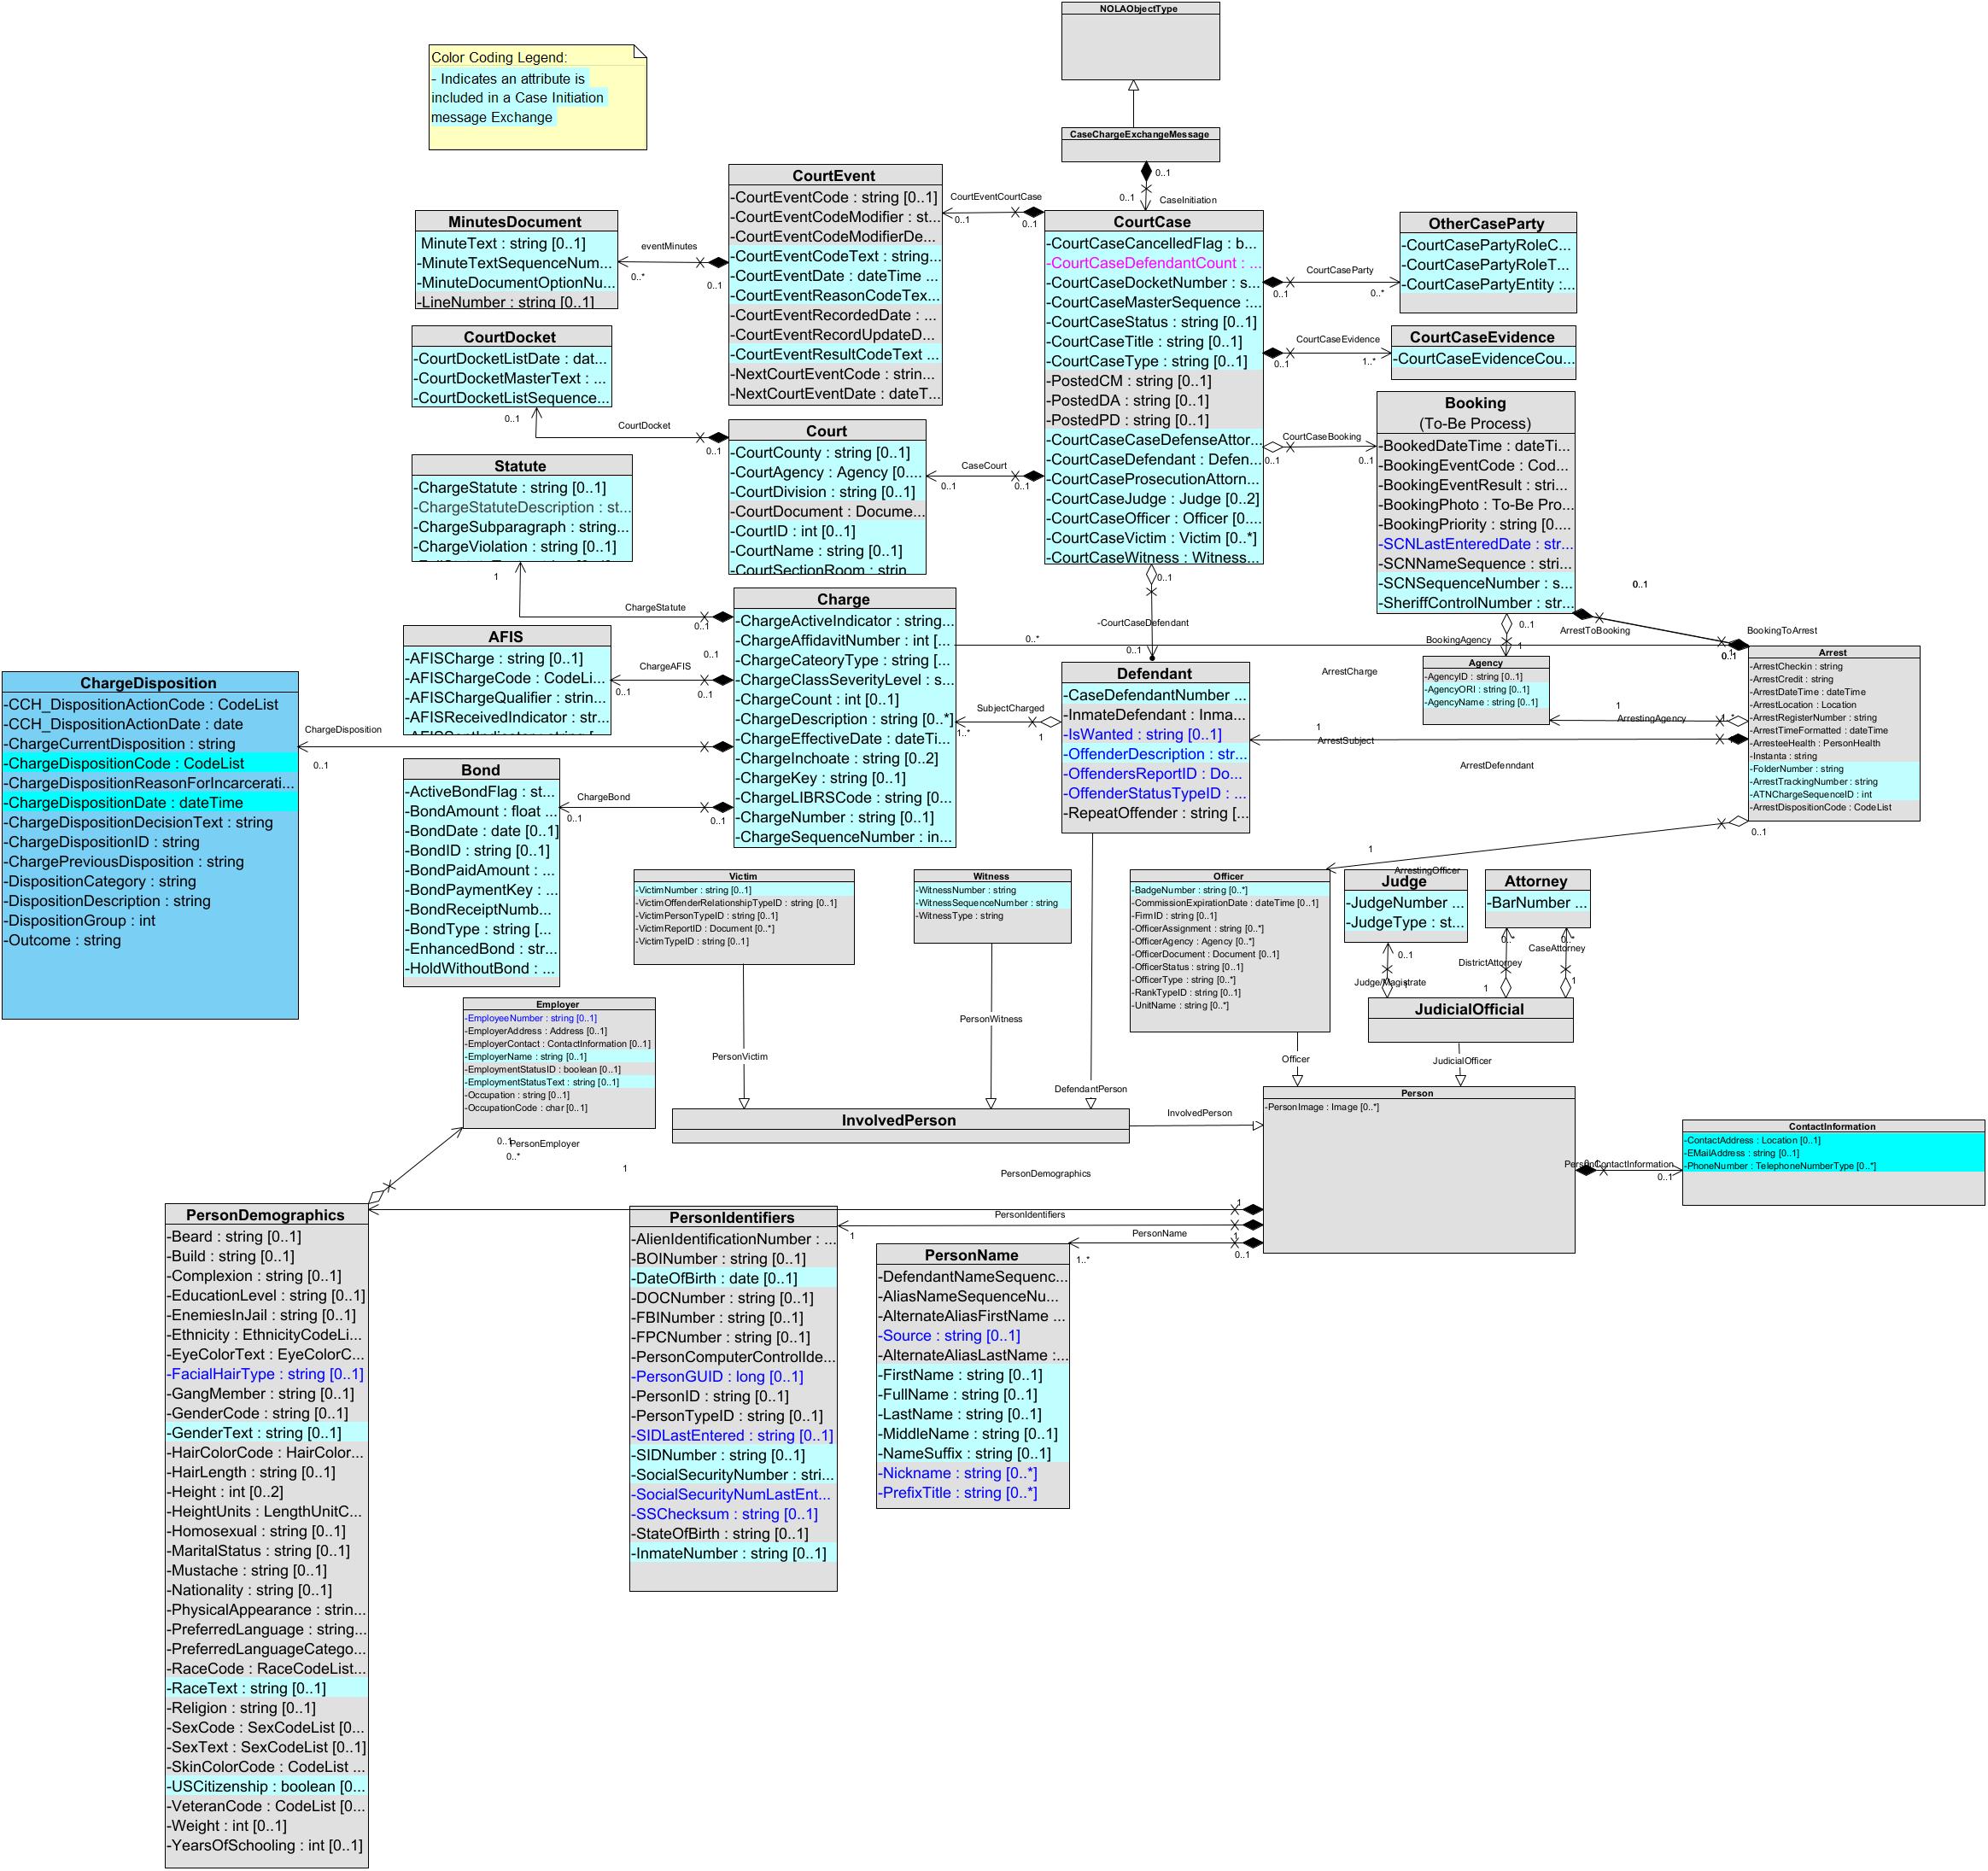 NOLAObjectType
Color Coding Legend:
- Indicates an attribute is
included in a Case Initiation
message Exchange
CaseChargeExchangeMessage
0..1
0..1
CaseInitiation
CourtEvent
-CourtEventCode : string [0..1]
-CourtEventCodeModifier : st...
-CourtEventCodeModifierDe...
-CourtEventCodeText : string...
-CourtEventDate : dateTime ...
-CourtEventReasonCodeTex...
-CourtEventRecordedDate : ...
-CourtEventRecordUpdateD...
-CourtEventResultCodeText ...
-NextCourtEventCode : strin...
-NextCourtEventDate : dateT...
CourtEventCourtCase
0..1
0..1
MinutesDocument
MinuteText : string [0..1]
-MinuteTextSequenceNum...
-MinuteDocumentOptionNu...
-LineNumber : string [0..1]
eventMinutes
0..*
0..1
CourtCase
-CourtCaseCancelledFlag : b...
-CourtCaseDefendantCount : ...
-CourtCaseDocketNumber : s...
-CourtCaseMasterSequence :...
-CourtCaseStatus : string [0..1]
-CourtCaseTitle : string [0..1]
-CourtCaseType : string [0..1]
-PostedCM : string [0..1]
-PostedDA : string [0..1]
-PostedPD : string [0..1]
-CourtCaseCaseDefenseAttor...
-CourtCaseDefendant : Defen...
-CourtCaseProsecutionAttorn...
-CourtCaseJudge : Judge [0..2]
-CourtCaseOfficer : Officer [0....
-CourtCaseVictim : Victim [0..*]
-CourtCaseWitness : Witness...
OtherCaseParty
-CourtCasePartyRoleC...
-CourtCasePartyRoleT...
-CourtCasePartyEntity :...
CourtCaseParty
0..1
0..*
CourtCaseEvidence
-CourtCaseEvidenceCou...
CourtCaseEvidence
0..1
1..*
CourtDocket
-CourtDocketListDate : dat...
-CourtDocketMasterText : ...
-CourtDocketListSequence...
0..1
CourtDocket
0..1
Court
-CourtCounty : string [0..1]
-CourtAgency : Agency [0....
-CourtDivision : string [0..1]
-CourtDocument : Docume...
-CourtID : int [0..1]
-CourtName : string [0..1]
-CourtSectionRoom : strin
CaseCourt
0..1
0..1
Booking
(To-Be Process)
-BookedDateTime : dateTi...
-BookingEventCode : Cod...
-BookingEventResult : stri...
-BookingPhoto : To-Be Pro...
-BookingPriority : string [0....
-SCNLastEnteredDate : str...
-SCNNameSequence : stri...
-SCNSequenceNumber : s...
-SheriffControlNumber : str...
CourtCaseBooking
0..1
0..1
Statute
-ChargeStatute : string [0..1]
-ChargeStatuteDescription : st...
-ChargeSubparagraph : string...
-ChargeViolation : string [0..1]
1
ChargeStatute
0..1
Charge
-ChargeActiveIndicator : string...
-ChargeAffidavitNumber : int [...
-ChargeCateoryType : string [...
-ChargeClassSeverityLevel : s...
-ChargeCount : int [0..1]
-ChargeDescription : string [0..*]
-ChargeEffectiveDate : dateTi...
-ChargeInchoate : string [0..2]
-ChargeKey : string [0..1]
-ChargeLIBRSCode : string [0...
-ChargeNumber : string [0..1]
-ChargeSequenceNumber : in...
0..1
-CourtCaseDefendant
0..1
0..*
0..1
BookingAgency
0..1
1
ArrestToBooking
0..1
BookingToArrest
0..1
ArrestCharge
AFIS
-AFISCharge : string [0..1]
-AFISChargeCode : CodeLi...
-AFISChargeQualifier : strin...
-AFISReceivedIndicator : str...
ChargeAFIS
0..1
0..1
Agency
-AgencyID : string [0..1]
-AgencyORI : string [0..1]
-AgencyName : string [0..1]
1
ArrestingAgency
Arrest
-ArrestCheckin : string
-ArrestCredit : string
-ArrestDateTime : dateTime
-ArrestLocation : Location
-ArrestRegisterNumber : string
-ArrestTimeFormatted : dateTime
-ArresteeHealth : PersonHealth
-Instanta : string
-FolderNumber : string
-ArrestTrackingNumber : string
-ATNChargeSequenceID : int
-ArrestDispositionCode : CodeList
Defendant
-CaseDefendantNumber ...
-InmateDefendant : Inma...
-IsWanted : string [0..1]
-OffenderDescription : str...
-OffendersReportID : Do...
-OffenderStatusTypeID : ...
-RepeatOffender : string [...
SubjectCharged
1..*
1
1
ArrestSubject
ArrestDefenndant
ChargeDisposition
-CCH_DispositionActionCode : CodeList
-CCH_DispositionActionDate : date
-ChargeCurrentDisposition : string
-ChargeDispositionCode : CodeList
-ChargeDispositionReasonForIncarcerati...
-ChargeDispositionDate : dateTime
-ChargeDispositionDecisionText : string
-ChargeDispositionID : string
-ChargePreviousDisposition : string
-DispositionCategory : string
-DispositionDescription : string
-DispositionGroup : int
-Outcome : string
ChargeDisposition
0..1
Bond
-ActiveBondFlag : st...
-BondAmount : float ...
-BondDate : date [0..1]
-BondID : string [0..1]
-BondPaidAmount : ...
-BondPaymentKey : ...
-BondReceiptNumb...
-BondType : string [...
-EnhancedBond : str...
-HoldWithoutBond : ...
ChargeBond
0..1
0..1
0..1
1
ArrestingOfficer
Victim
-VictimNumber : string [0..1]
-VictimOffenderRelationshipTypeID : string [0..1]
-VictimPersonTypeID : string [0..1]
-VictimReportID : Document [0..*]
-VictimTypeID : string [0..1]
Witness
-WitnessNumber : string
-WitnessSequenceNumber : string
-WitnessType : string
Officer
-BadgeNumber : string [0..*]
-CommissionExpirationDate : dateTime [0..1]
-FirmID : string [0..1]
-OfficerAssignment : string [0..*]
-OfficerAgency : Agency [0..*]
-OfficerDocument : Document [0..1]
-OfficerStatus : string [0..1]
-OfficerType : string [0..*]
-RankTypeID : string [0..1]
-UnitName : string [0..*]
Judge
-JudgeNumber ...
-JudgeType : st...
Attorney
-BarNumber ...
0..*
0..*
CaseAttorney
0..1
DistrictAttorney
Judge/Magistrate
1
1
JudicialOfficial
Employer
-EmployeeNumber : string [0..1]
-EmployerAddress : Address [0..1]
-EmployerContact : ContactInformation [0..1]
-EmployerName : string [0..1]
-EmploymentStatusID : boolean [0..1]
-EmploymentStatusText : string [0..1]
-Occupation : string [0..1]
-OccupationCode : char [0..1]
PersonWitness
PersonVictim
Officer
JudicialOfficer
DefendantPerson
InvolvedPerson
InvolvedPerson
Person
-PersonImage : Image [0..*]
ContactInformation
-ContactAddress : Location [0..1]
-EMailAddress : string [0..1]
-PhoneNumber : TelephoneNumberType [0..*]
PersonContactInformation
0..1
0..1
PersonEmployer
0..*
1
PersonDemographics
1
PersonIdentifiers
1
PersonName
1..*
0..1
PersonDemographics
-Beard : string [0..1]
-Build : string [0..1]
-Complexion : string [0..1]
-EducationLevel : string [0..1]
-EnemiesInJail : string [0..1]
-Ethnicity : EthnicityCodeLi...
-EyeColorText : EyeColorC...
-FacialHairType : string [0..1]
-GangMember : string [0..1]
-GenderCode : string [0..1]
-GenderText : string [0..1]
-HairColorCode : HairColor...
-HairLength : string [0..1]
-Height : int [0..2]
-HeightUnits : LengthUnitC...
-Homosexual : string [0..1]
-MaritalStatus : string [0..1]
-Mustache : string [0..1]
-Nationality : string [0..1]
-PhysicalAppearance : strin...
-PreferredLanguage : string...
-PreferredLanguageCatego...
-RaceCode : RaceCodeList...
-RaceText : string [0..1]
-Religion : string [0..1]
-SexCode : SexCodeList [0...
-SexText : SexCodeList [0..1]
-SkinColorCode : CodeList ...
-USCitizenship : boolean [0...
-VeteranCode : CodeList [0...
-Weight : int [0..1]
-YearsOfSchooling : int [0..1]
PersonIdentifiers
-AlienIdentificationNumber : ...
-BOINumber : string [0..1]
-DateOfBirth : date [0..1]
-DOCNumber : string [0..1]
-FBINumber : string [0..1]
-FPCNumber : string [0..1]
-PersonComputerControlIde...
-PersonGUID : long [0..1]
-PersonID : string [0..1]
-PersonTypeID : string [0..1]
-SIDLastEntered : string [0..1]
-SIDNumber : string [0..1]
-SocialSecurityNumber : stri...
-SocialSecurityNumLastEnt...
-SSChecksum : string [0..1]
-StateOfBirth : string [0..1]
-InmateNumber : string [0..1]
PersonName
-DefendantNameSequenc...
-AliasNameSequenceNu...
-AlternateAliasFirstName ...
-Source : string [0..1]
-AlternateAliasLastName :...
-FirstName : string [0..1]
-FullName : string [0..1]
-LastName : string [0..1]
-MiddleName : string [0..1]
-NameSuffix : string [0..1]
-Nickname : string [0..*]
-PrefixTitle : string [0..*]